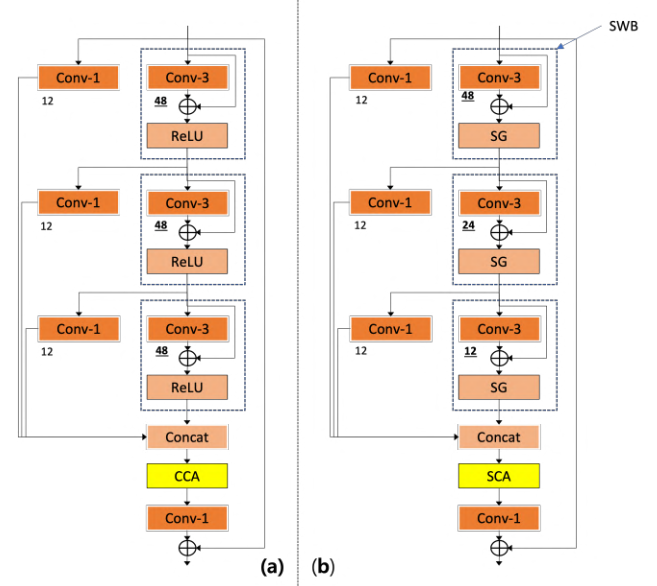 SWB
Conv-1
Conv-3
12
48
ReLU
Conv-1
Conv-3
12
48
ReLU
Conv-1
Conv-3
12
48
ReLU
Concat
CCA
Conv-1
(a)
Conv-1
Conv-3
12
48
SG
Conv-1
Conv-3
12
24
SG
Conv-1
Conv-3
12
12
SG
Concat
SCA
Conv-1
(b)